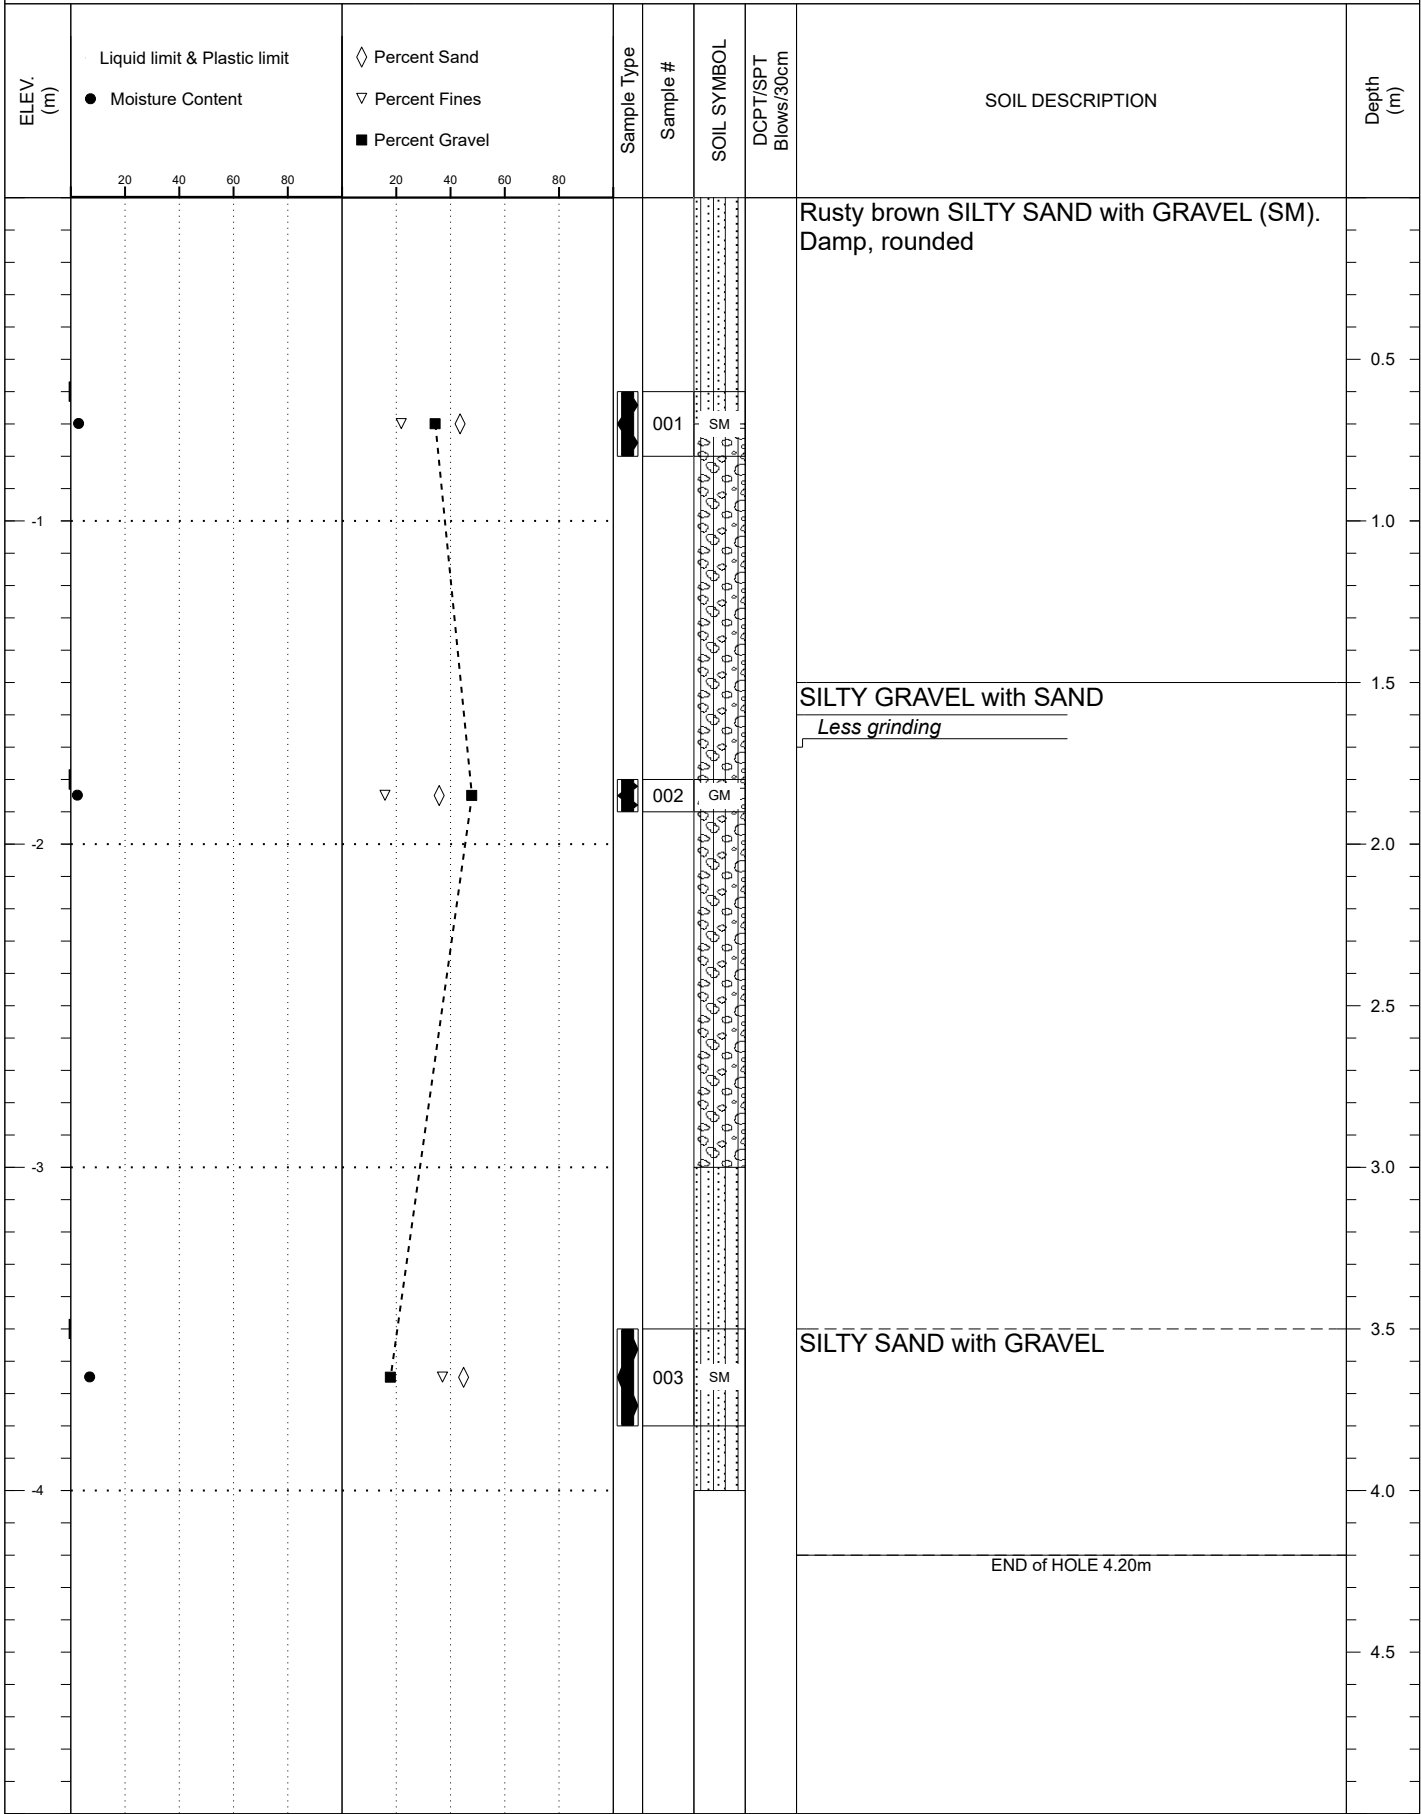 ELEV.
(m)
Liquid limit & Plastic limit
Moisture Content
Percent Sand
Percent Fines
Percent Gravel
Sample Type
Sample #
SOIL SYMBOL
DCPT/SPT
Blows/30cm
SOIL DESCRIPTION
Depth
(m)
20 40 60 80
20 40 60 80
Rusty brown SILTY SAND with GRAVEL (SM).
Damp, rounded
0.5
001 SM
-1 1.0
1.5
SILTY GRAVEL with SAND
Less grinding
002 GM
-2 2.0
2.5
-3 3.0
3.5
SILTY SAND with GRAVEL
003 SM
-4 4.0
END of HOLE 4.20m
4.5